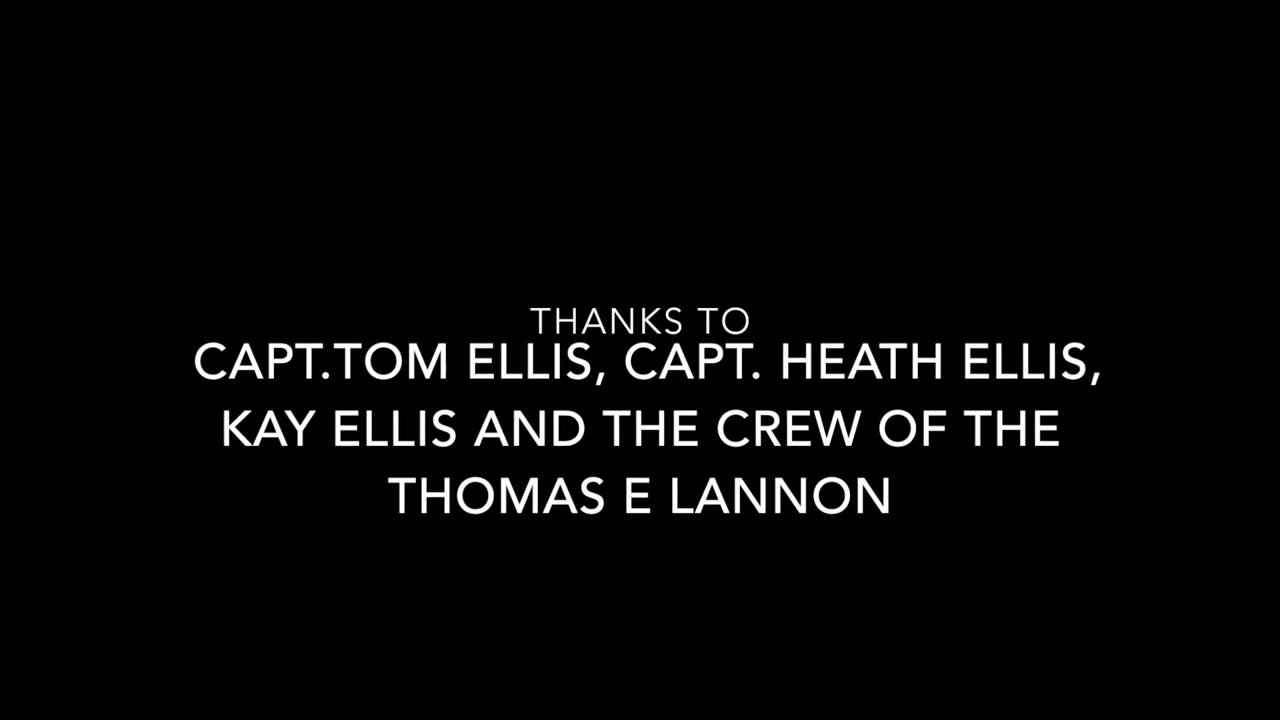 THANKS TO
CAPT.TOM ELLIS, CAPT. HEATH ELLIS,
KAY ELLIS AND THE CREW OF THE
THOMAS E LANNON